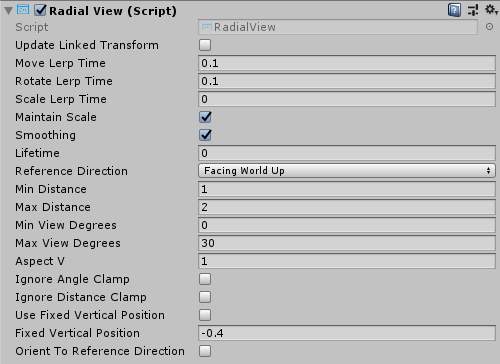 Radial View (Script)
Script RadialView
Update Linked Transform
Move Lerp Time 0.1
Rotate Lerp Time 0.1
Scale Lerp Time 0
Maintain Scale
Smoothing
Lifetime 0
Reference Direction Facing World Up
Min Distance 1
Max Distance 2
Min View Degrees 0
Max View Degrees 30
Aspect V 1
Ignore Angle Clamp
Ignore Distance Clamp
Use Fixed Vertical Position
Fixed Vertical Position -0.4
Orient To Reference Direction